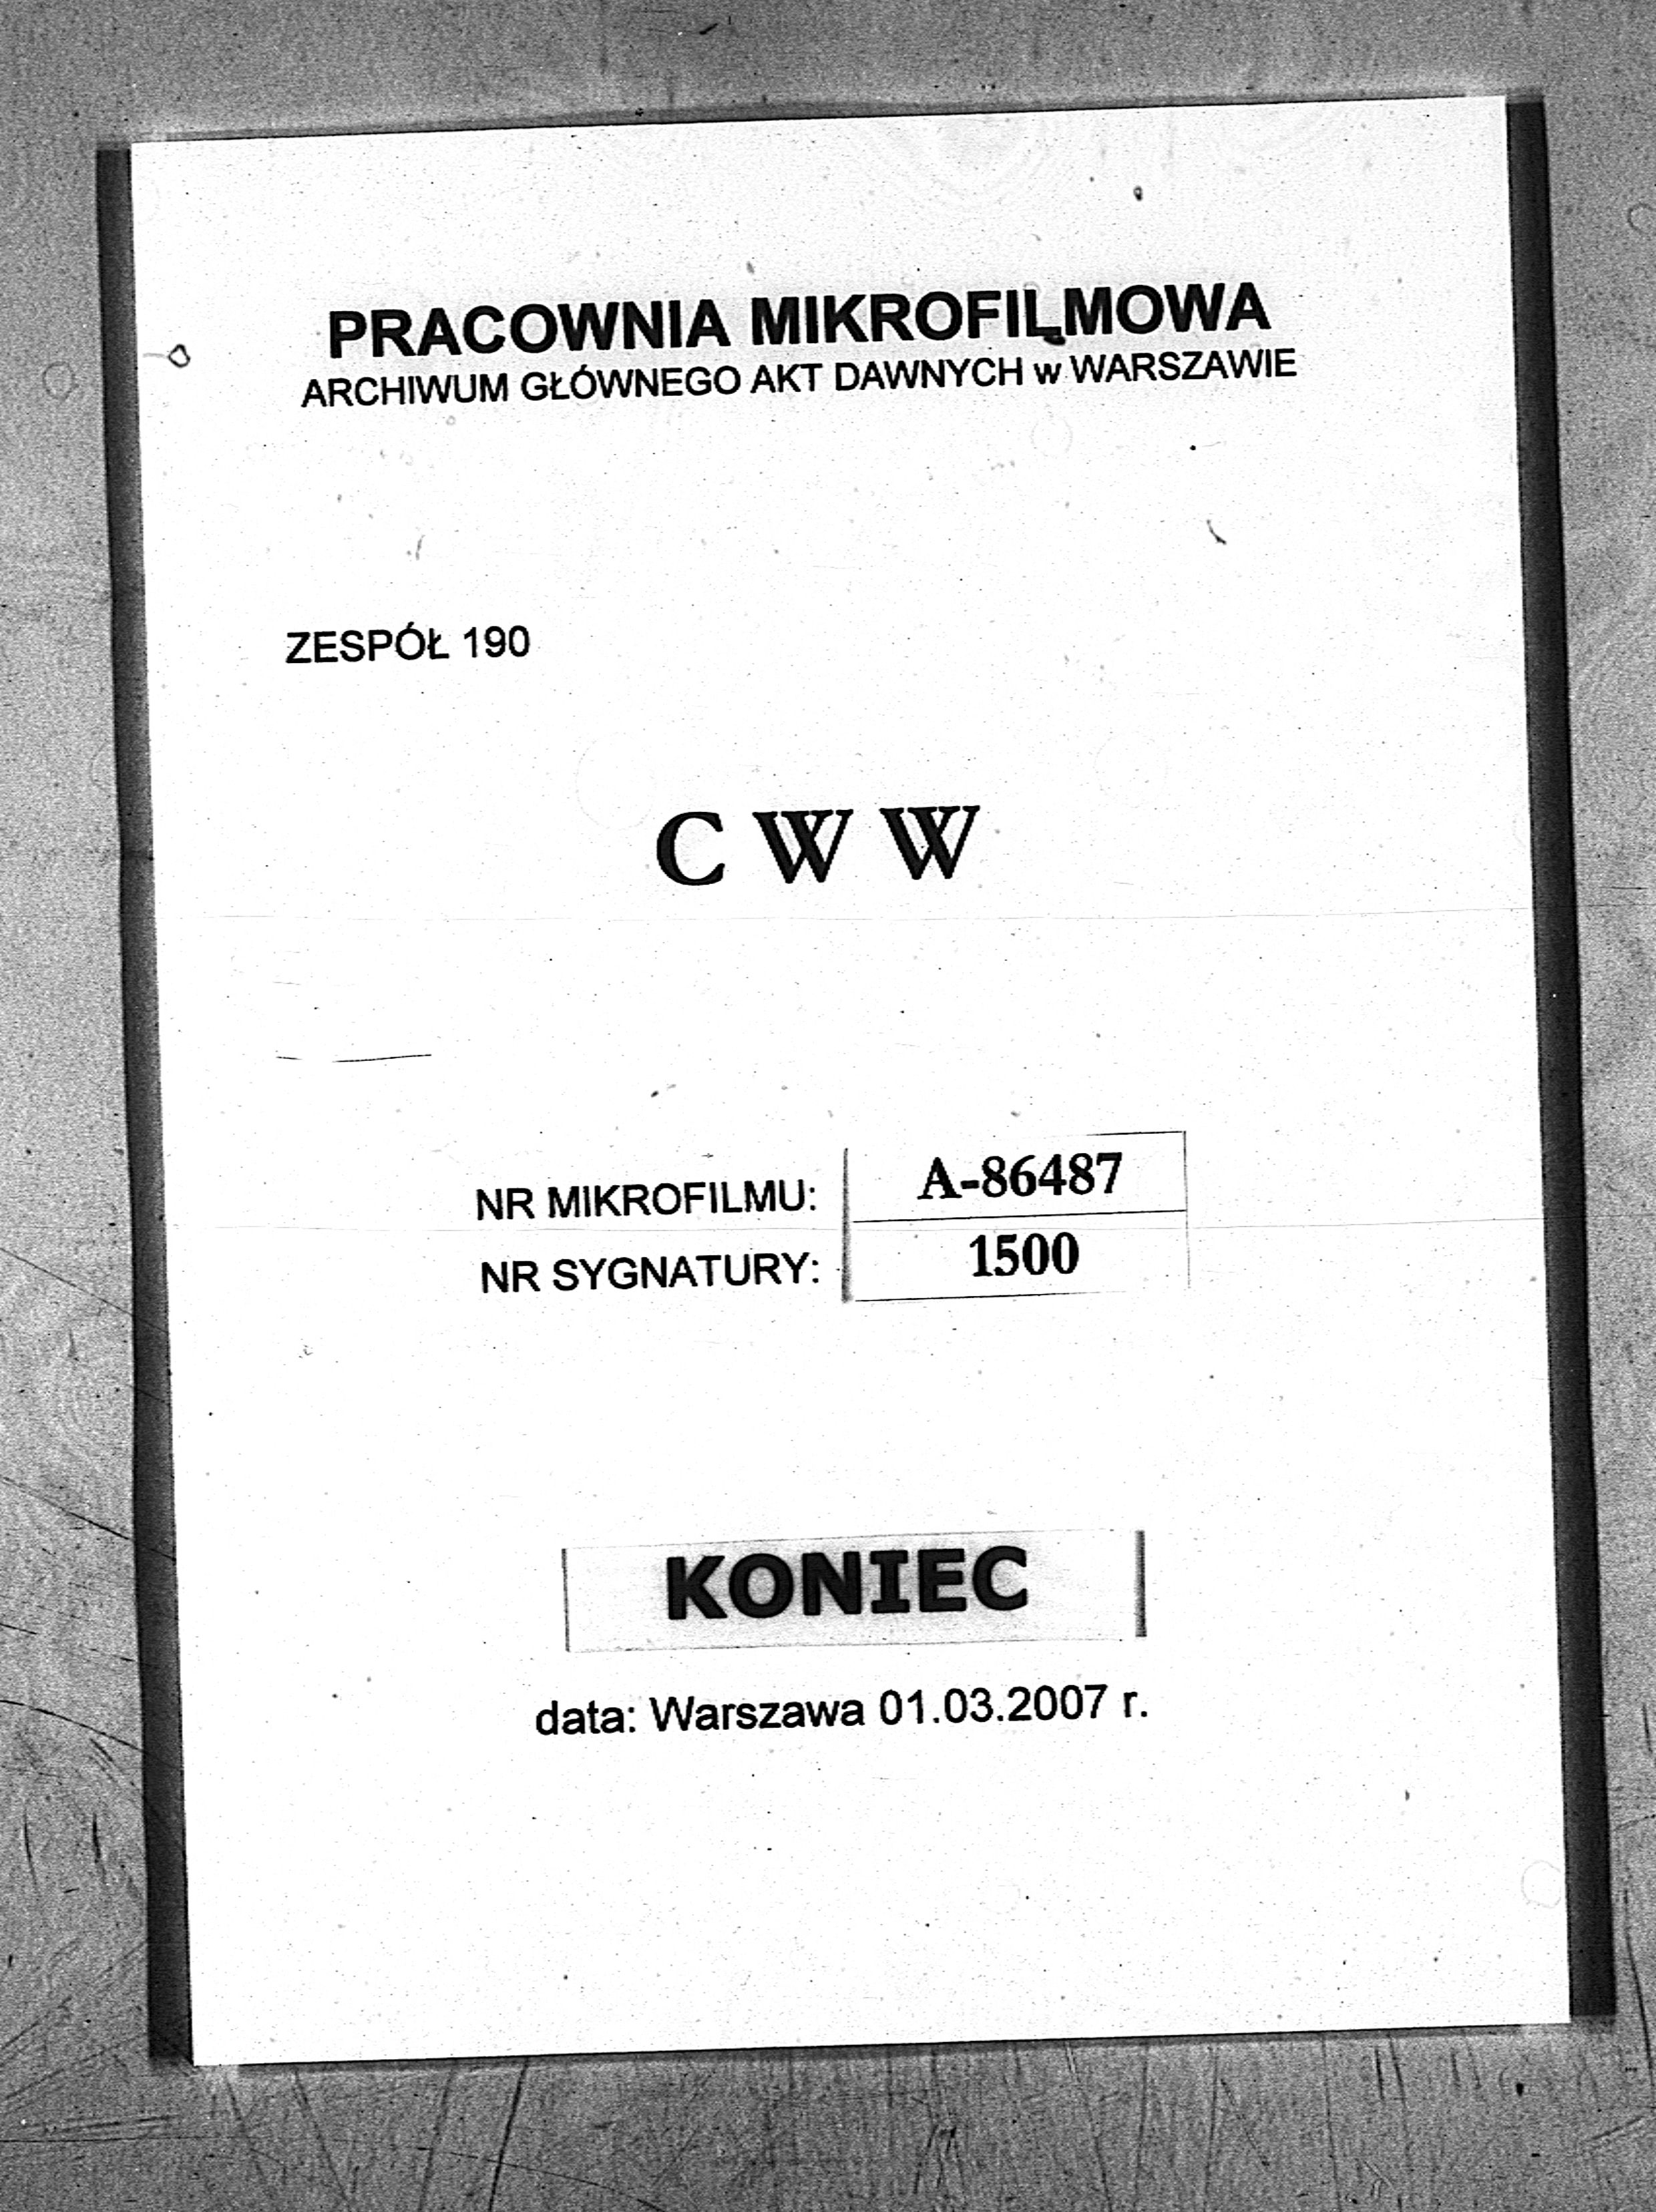 PRACOWNIA MIKROFILMOWA
ARCHIWUM GŁÓWNEGO AKT DAWNYCH w WARSZAWIE
ZESPÓŁ 190
C W W
NR MIKROFILMU: A-86487
NR SYGNATURY: 1500
KONIEC
data: Warszawa 01.03.2007 r.